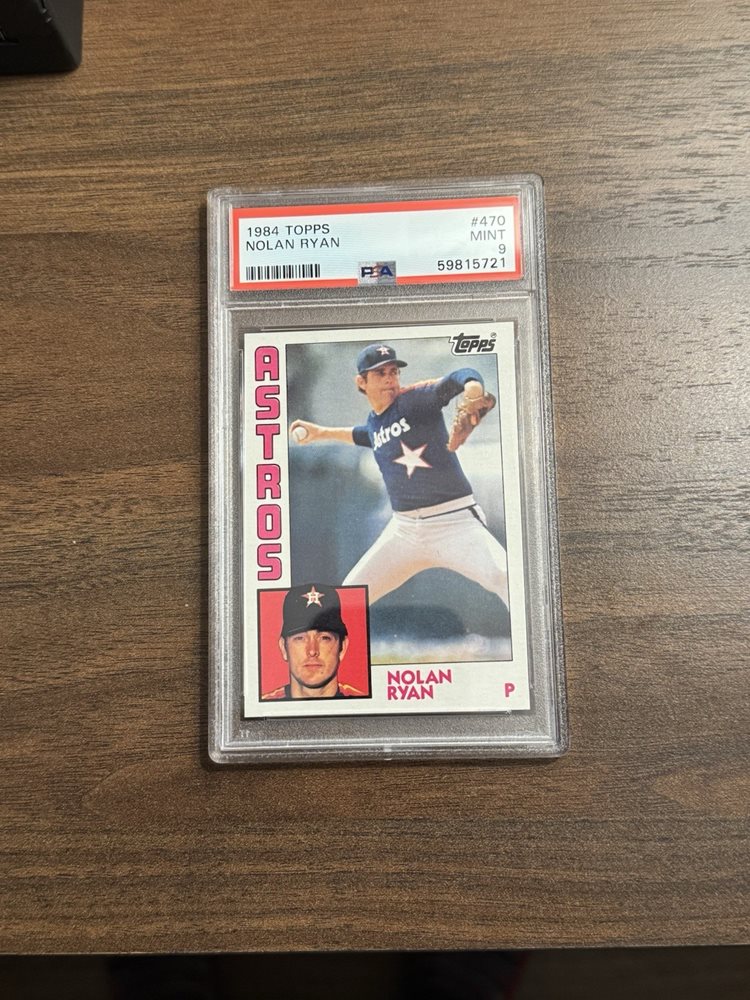 1984 TOPPS
NOLAN RYAN
#470
MINT
9
59815721
PSA
Topps
ASTROS
Astros
H
NOLAN
RYAN
P